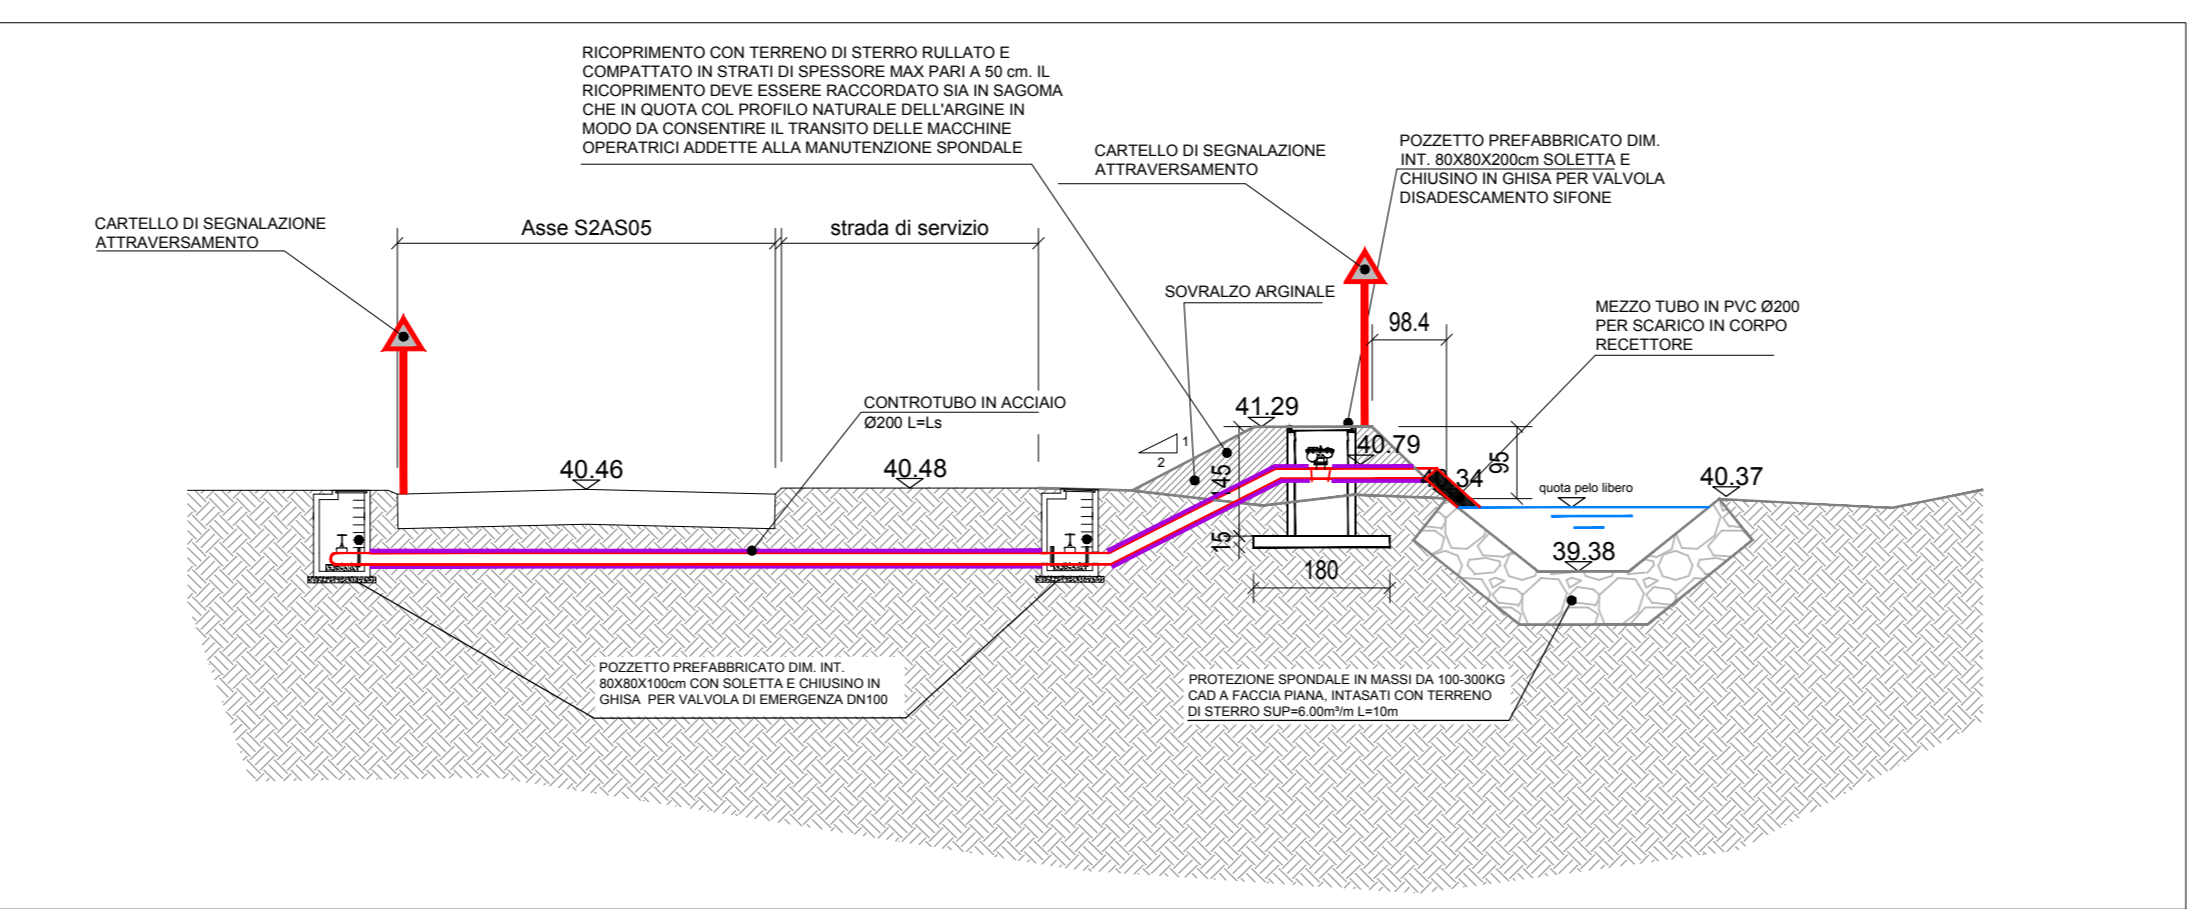 RICOPRIMENTO CON TERRENO DI STERRO RULLATO E
COMPATTATO IN STRATI DI SPESSORE MAX PARI A 50 cm. IL
RICOPRIMENTO DEVE ESSERE RACCORDATO SIA IN SAGOMA
CHE IN QUOTA COL PROFILO NATURALE DELL'ARGINE IN
MODO DA CONSENTIRE IL TRANSITO DELLE MACCHINE
OPERATRICI ADDETTE ALLA MANUTENZIONE SPONDALE
CARTELLO DI SEGNALAZIONE
ATTRAVERSAMENTO
POZZETTO PREFABBRICATO DIM.
INT. 80X80X200cm SOLETTA E
CHIUSINO IN GHISA PER VALVOLA
DISADESCAMENTO SIFONE
CARTELLO DI SEGNALAZIONE
ATTRAVERSAMENTO
Asse S2AS05
strada di servizio
SOVRALZO ARGINALE
MEZZO TUBO IN PVC Ø200
PER SCARICO IN CORPO
RECETTORE
98.4
CONTROTUBO IN ACCIAIO
Ø200 L=Ls
41.29
1
2
40.79
95
145
40.46
40.48
40.37
quota pelo libero
15
39.38
180
POZZETTO PREFABBRICATO DIM. INT.
80X80X100cm CON SOLETTA E CHIUSINO IN
GHISA PER VALVOLA DI EMERGENZA DN100
PROTEZIONE SPONDALE IN MASSI DA 100-300KG
CAD A FACCIA PIANA, INTASATI CON TERRENO
DI STERRO SUP=6.00m³/m L=10m